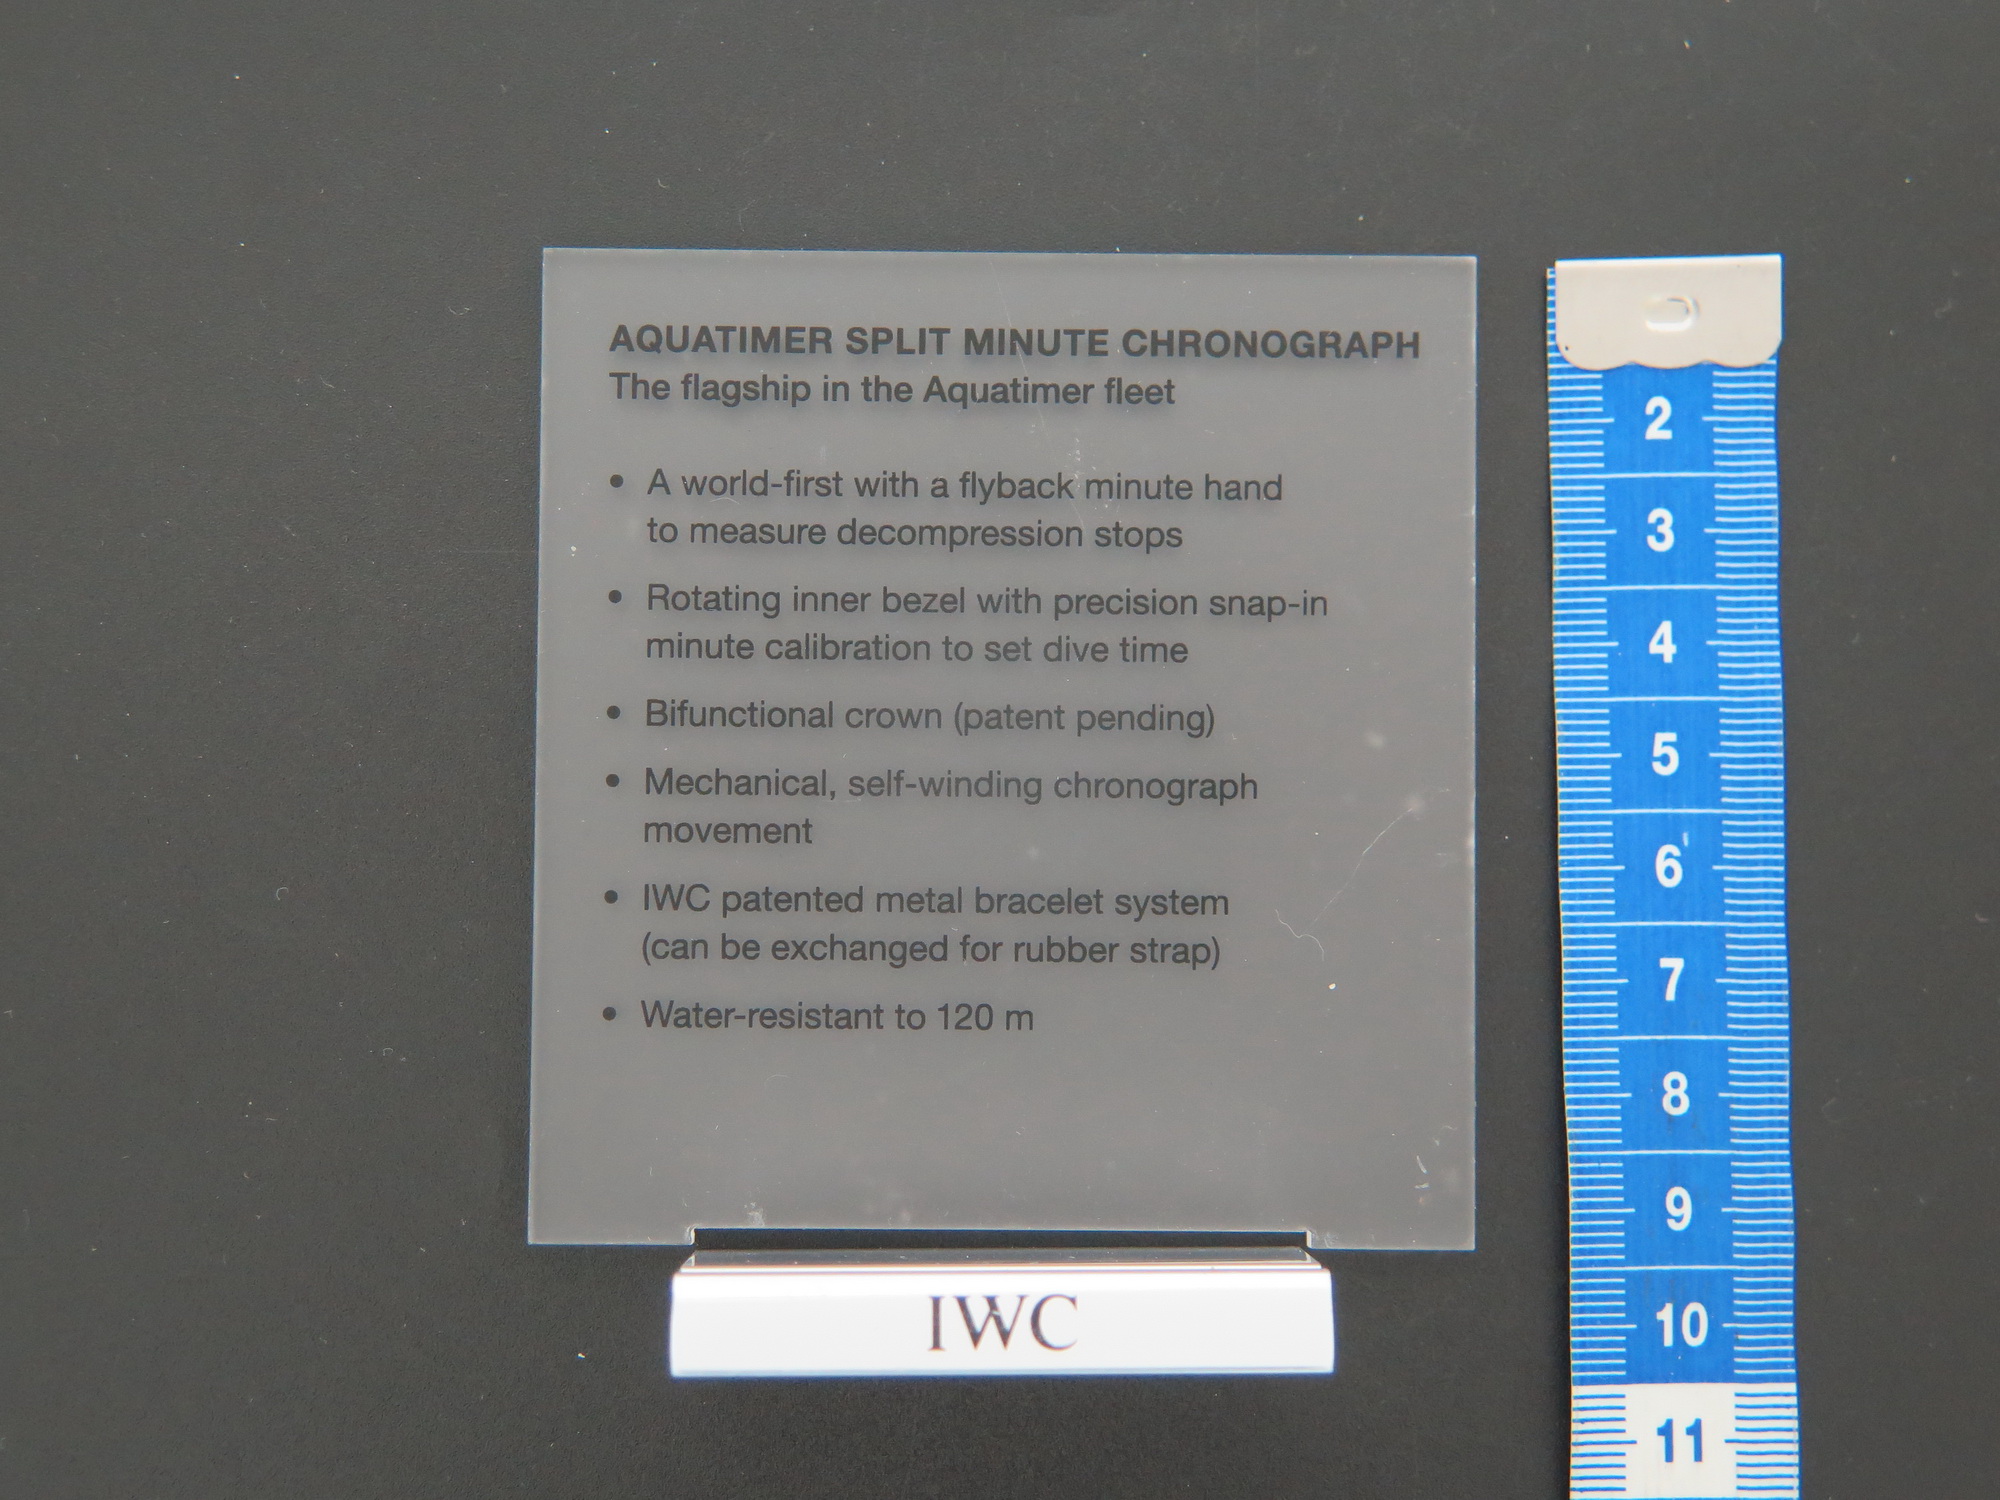 AQUATIMER SPLIT MINUTE CHRONOGRAPH
The flagship in the Aquatimer fleet
• A world-first with a flyback minute hand
to measure decompression stops
• Rotating inner bezel with precision snap-in
minute calibration to set dive time
• Bifunctional crown (patent pending)
• Mechanical, self-winding chronograph
movement
• IWC patented metal bracelet system
(can be exchanged for rubber strap)
• Water-resistant to 120 m
IWC
2
3
4
5
6
7
8
9
10
11